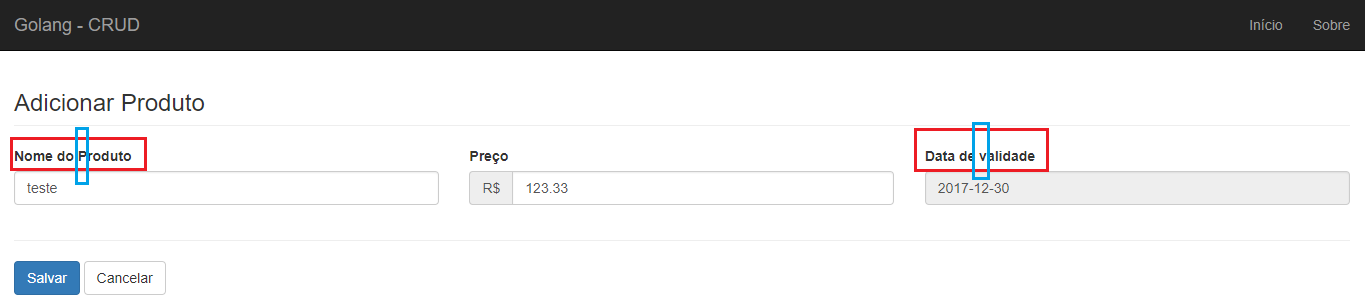 Golang - CRUD Início Sobre
Adicionar Produto
Nome do Produto Preço Data de validade
teste R$ 123.33 2017-12-30
Salvar Cancelar